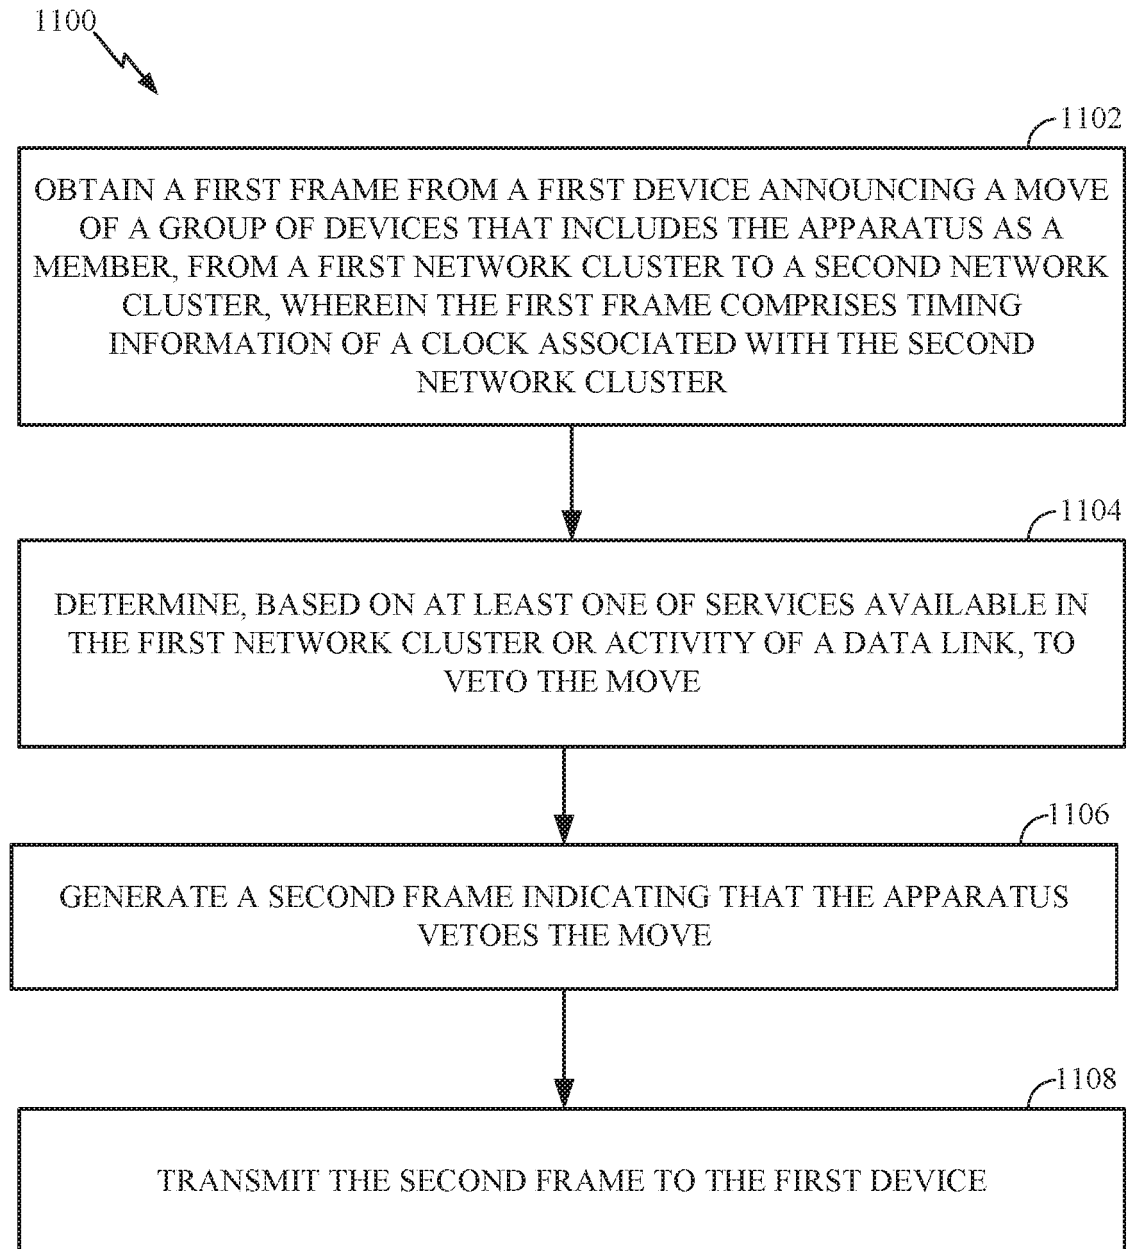 1100
1102
OBTAIN A FIRST FRAME FROM A FIRST DEVICE ANNOUNCING A MOVE
OF A GROUP OF DEVICES THAT INCLUDES THE APPARATUS AS A
MEMBER, FROM A FIRST NETWORK CLUSTER TO A SECOND NETWORK
CLUSTER, WHEREIN THE FIRST FRAME COMPRISES TIMING
INFORMATION OF A CLOCK ASSOCIATED WITH THE SECOND
NETWORK CLUSTER
1104
DETERMINE, BASED ON AT LEAST ONE OF SERVICES AVAILABLE IN
THE FIRST NETWORK CLUSTER OR ACTIVITY OF A DATA LINK, TO
VETO THE MOVE
1106
GENERATE A SECOND FRAME INDICATING THAT THE APPARATUS
VETOES THE MOVE
1108
TRANSMIT THE SECOND FRAME TO THE FIRST DEVICE